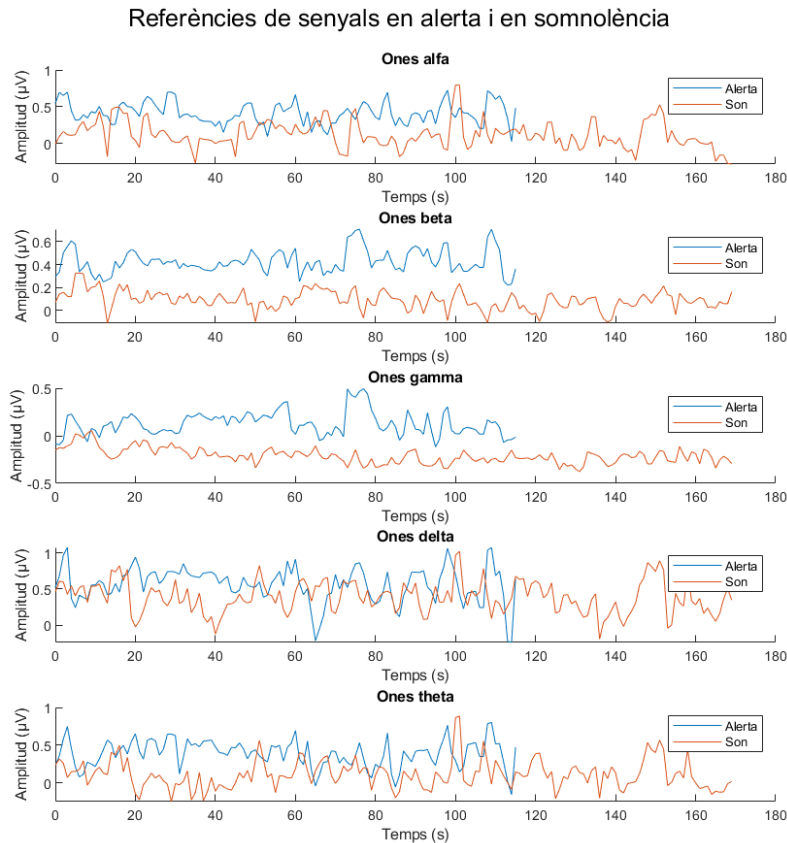 Referències de senyals en alerta i en somnolència
Ones alfa
Amplitud (µV)
1
0.5
0
Alerta
Son
0 20 40 60 80 100 120 140 160 180
Temps (s)
Ones beta
Amplitud (µV)
0.6
0.4
0.2
0
Alerta
Son
0 20 40 60 80 100 120 140 160 180
Temps (s)
Ones gamma
Amplitud (µV)
0.5
0
-0.5
Alerta
Son
0 20 40 60 80 100 120 140 160 180
Temps (s)
Ones delta
Amplitud (µV)
1
0.5
0
Alerta
Son
0 20 40 60 80 100 120 140 160 180
Temps (s)
Ones theta
Amplitud (µV)
1
0.5
0
Alerta
Son
0 20 40 60 80 100 120 140 160 180
Temps (s)